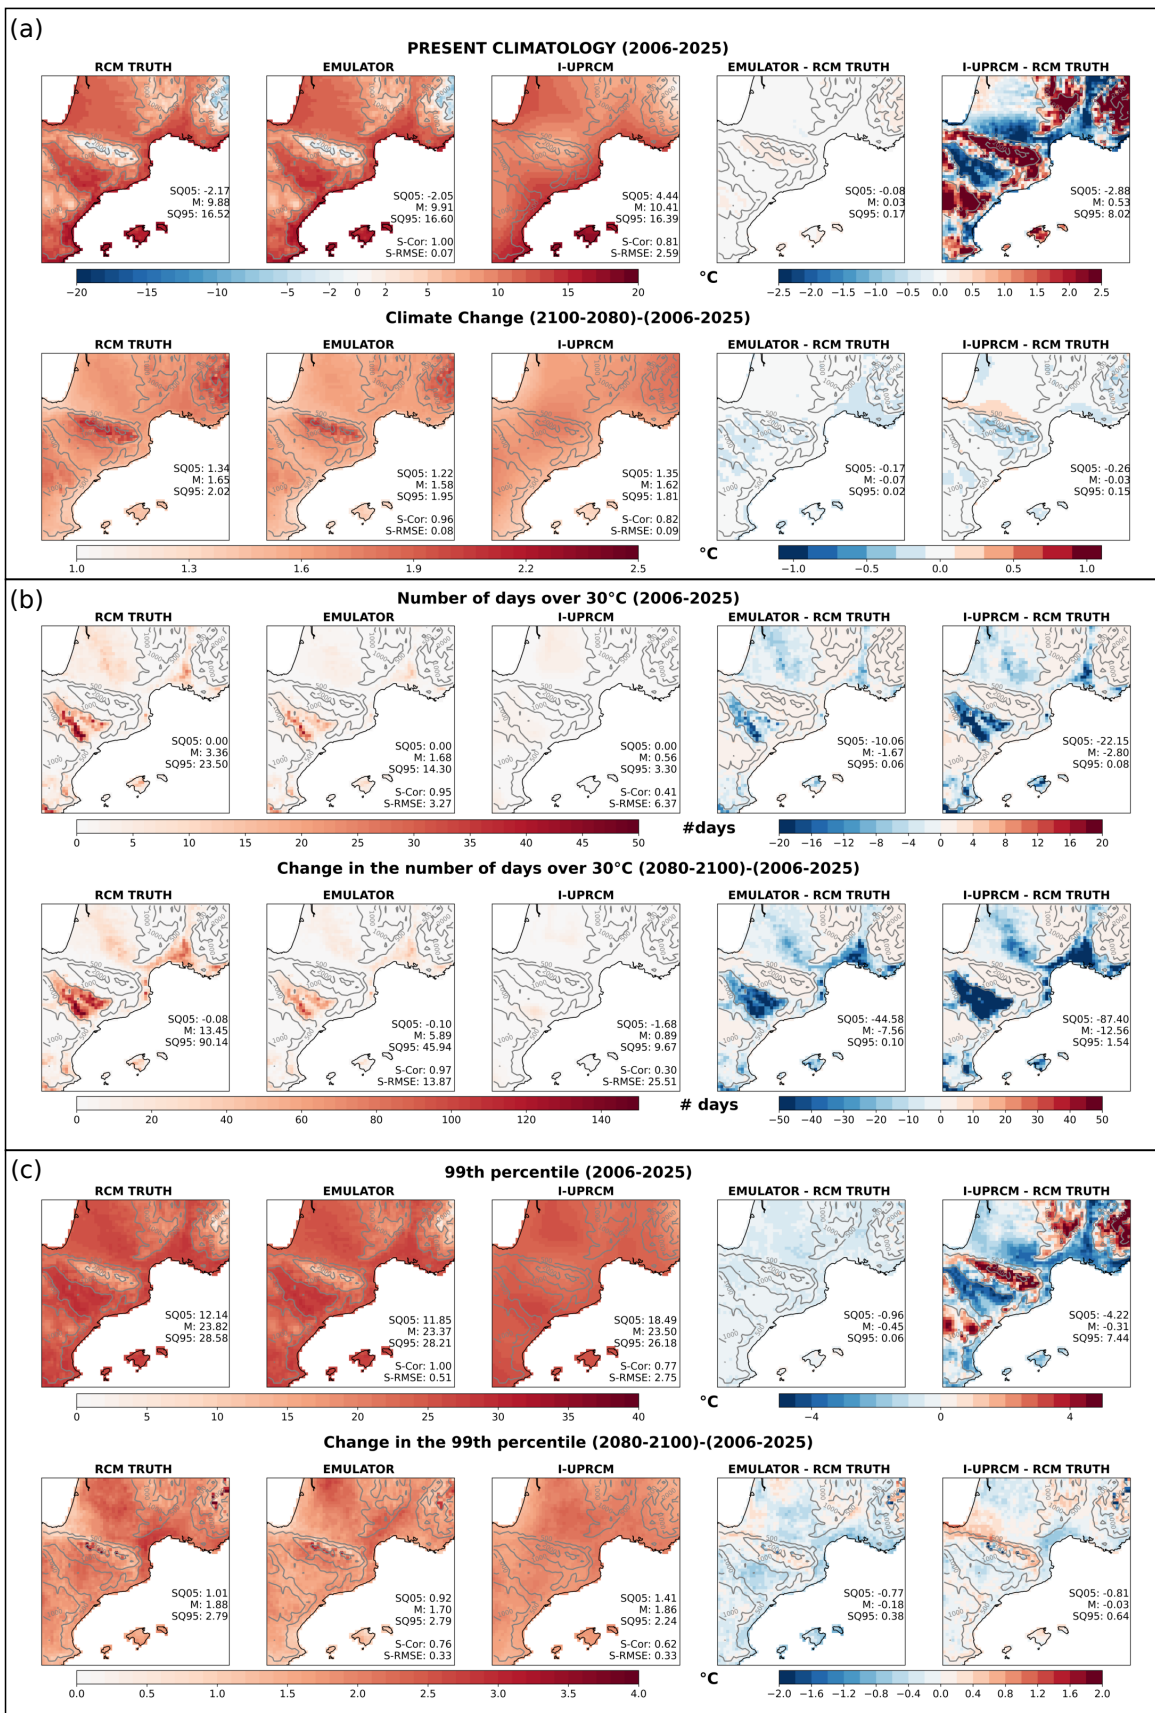 (a)
PRESENT CLIMATOLOGY (2006-2025)
RCM TRUTH EMULATOR I-UPRCM EMULATOR - RCM TRUTH I-UPRCM - RCM TRUTH
SQ05: -2.17
M: 9.88
SQ95: 16.52
SQ05: -2.05
M: 9.91
SQ95: 16.60
S-Cor: 1.00
S-RMSE: 0.07
SQ05: 4.44
M: 10.41
SQ95: 16.39
S-Cor: 0.81
S-RMSE: 2.59
SQ05: -0.08
M: 0.03
SQ95: 0.17
SQ05: -2.88
M: 0.53
SQ95: 8.02
−20 −15 −10 −5 −2 0 2 5 10 15 20
°C
−2.5 −2.0 −1.5 −1.0 −0.5 0.0 0.5 1.0 1.5 2.0 2.5
Climate Change (2100-2080)-(2006-2025)
RCM TRUTH EMULATOR I-UPRCM EMULATOR - RCM TRUTH I-UPRCM - RCM TRUTH
SQ05: 1.34
M: 1.65
SQ95: 2.02
SQ05: 1.22
M: 1.58
SQ95: 1.95
S-Cor: 0.96
S-RMSE: 0.08
SQ05: 1.35
M: 1.62
SQ95: 1.81
S-Cor: 0.82
S-RMSE: 0.09
SQ05: -0.17
M: -0.07
SQ95: 0.02
SQ05: -0.26
M: -0.03
SQ95: 0.15
1.0 1.3 1.6 1.9 2.2 2.5
°C
−1.0 −0.5 0.0 0.5 1.0
(b)
Number of days over 30°C (2006-2025)
RCM TRUTH EMULATOR I-UPRCM EMULATOR - RCM TRUTH I-UPRCM - RCM TRUTH
SQ05: 0.00
M: 3.36
SQ95: 23.50
SQ05: 0.00
M: 1.68
SQ95: 14.30
S-Cor: 0.95
S-RMSE: 3.27
SQ05: 0.00
M: 0.56
SQ95: 3.30
S-Cor: 0.41
S-RMSE: 6.37
SQ05: -10.06
M: -1.67
SQ95: 0.06
SQ05: -22.15
M: -2.80
SQ95: 0.08
0 5 10 15 20 25 30 35 40 45 50
#days
−20 −16 −12 −8 −4 0 4 8 12 16 20
Change in the number of days over 30°C (2080-2100)-(2006-2025)
RCM TRUTH EMULATOR I-UPRCM EMULATOR - RCM TRUTH I-UPRCM - RCM TRUTH
SQ05: -0.08
M: 13.45
SQ95: 90.14
SQ05: -0.10
M: 5.89
SQ95: 45.94
S-Cor: 0.97
S-RMSE: 13.87
SQ05: -1.68
M: 0.89
SQ95: 9.67
S-Cor: 0.30
S-RMSE: 25.51
SQ05: -44.58
M: -7.56
SQ95: 0.10
SQ05: -87.40
M: -12.56
SQ95: 1.54
0 20 40 60 80 100 120 140
# days
−50 −40 −30 −20 −10 0 10 20 30 40 50
(c)
99th percentile (2006-2025)
RCM TRUTH EMULATOR I-UPRCM EMULATOR - RCM TRUTH I-UPRCM - RCM TRUTH
SQ05: 12.14
M: 23.82
SQ95: 28.58
SQ05: 11.85
M: 23.37
SQ95: 28.21
S-Cor: 1.00
S-RMSE: 0.51
SQ05: 18.49
M: 23.50
SQ95: 26.18
S-Cor: 0.77
S-RMSE: 2.75
SQ05: -0.96
M: -0.45
SQ95: 0.06
SQ05: -4.22
M: -0.31
SQ95: 7.44
0 5 10 15 20 25 30 35 40
°C
−4 0 4
Change in the 99th percentile (2080-2100)-(2006-2025)
RCM TRUTH EMULATOR I-UPRCM EMULATOR - RCM TRUTH I-UPRCM - RCM TRUTH
SQ05: 1.01
M: 1.88
SQ95: 2.79
SQ05: 0.92
M: 1.70
SQ95: 2.79
S-Cor: 0.76
S-RMSE: 0.33
SQ05: 1.41
M: 1.86
SQ95: 2.24
S-Cor: 0.62
S-RMSE: 0.33
SQ05: -0.77
M: -0.18
SQ95: 0.38
SQ05: -0.81
M: -0.03
SQ95: 0.64
0.0 0.5 1.0 1.5 2.0 2.5 3.0 3.5 4.0
°C
−2.0 −1.6 −1.2 −0.8 −0.4 0.0 0.4 0.8 1.2 1.6 2.0